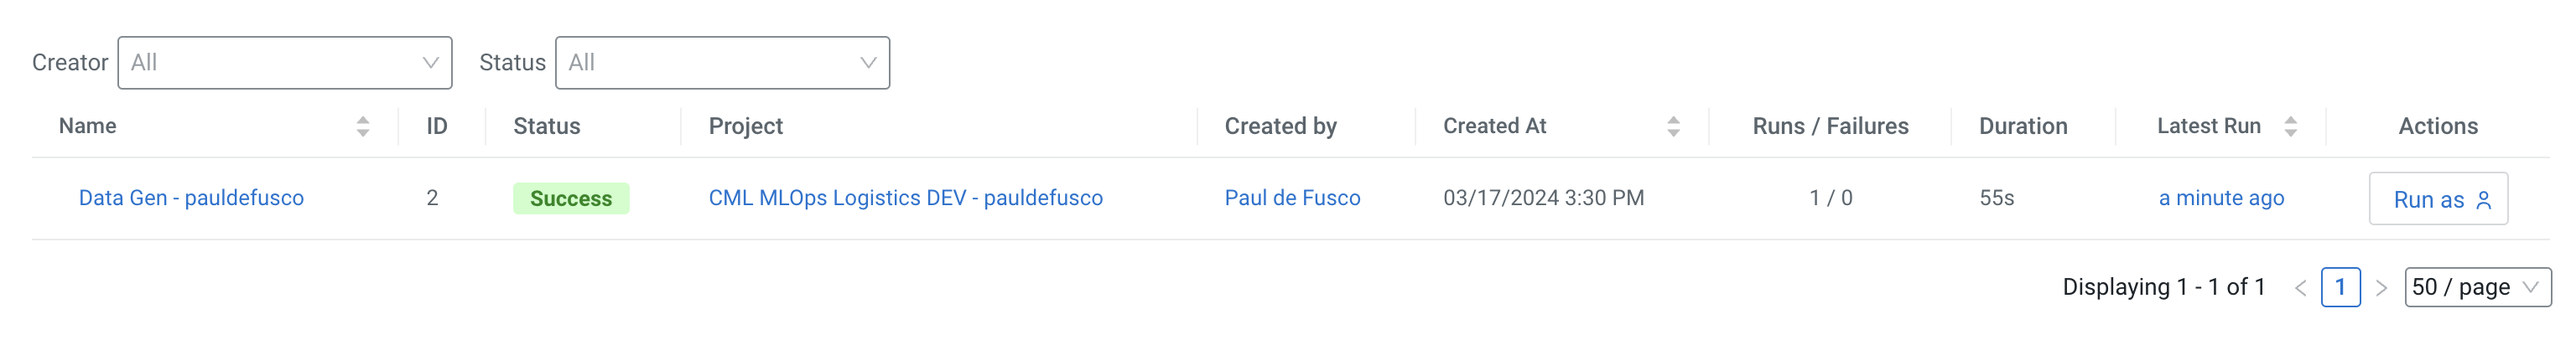 Creator All Status All
Name ID Status Project Created by Created At Runs / Failures Duration Latest Run Actions
Data Gen - pauldefusco 2 Success CML MLOps Logistics DEV - pauldefusco Paul de Fusco 03/17/2024 3:30 PM 1 / 0 55s a minute ago Run as
Displaying 1 - 1 of 1 < 1 > 50 / page